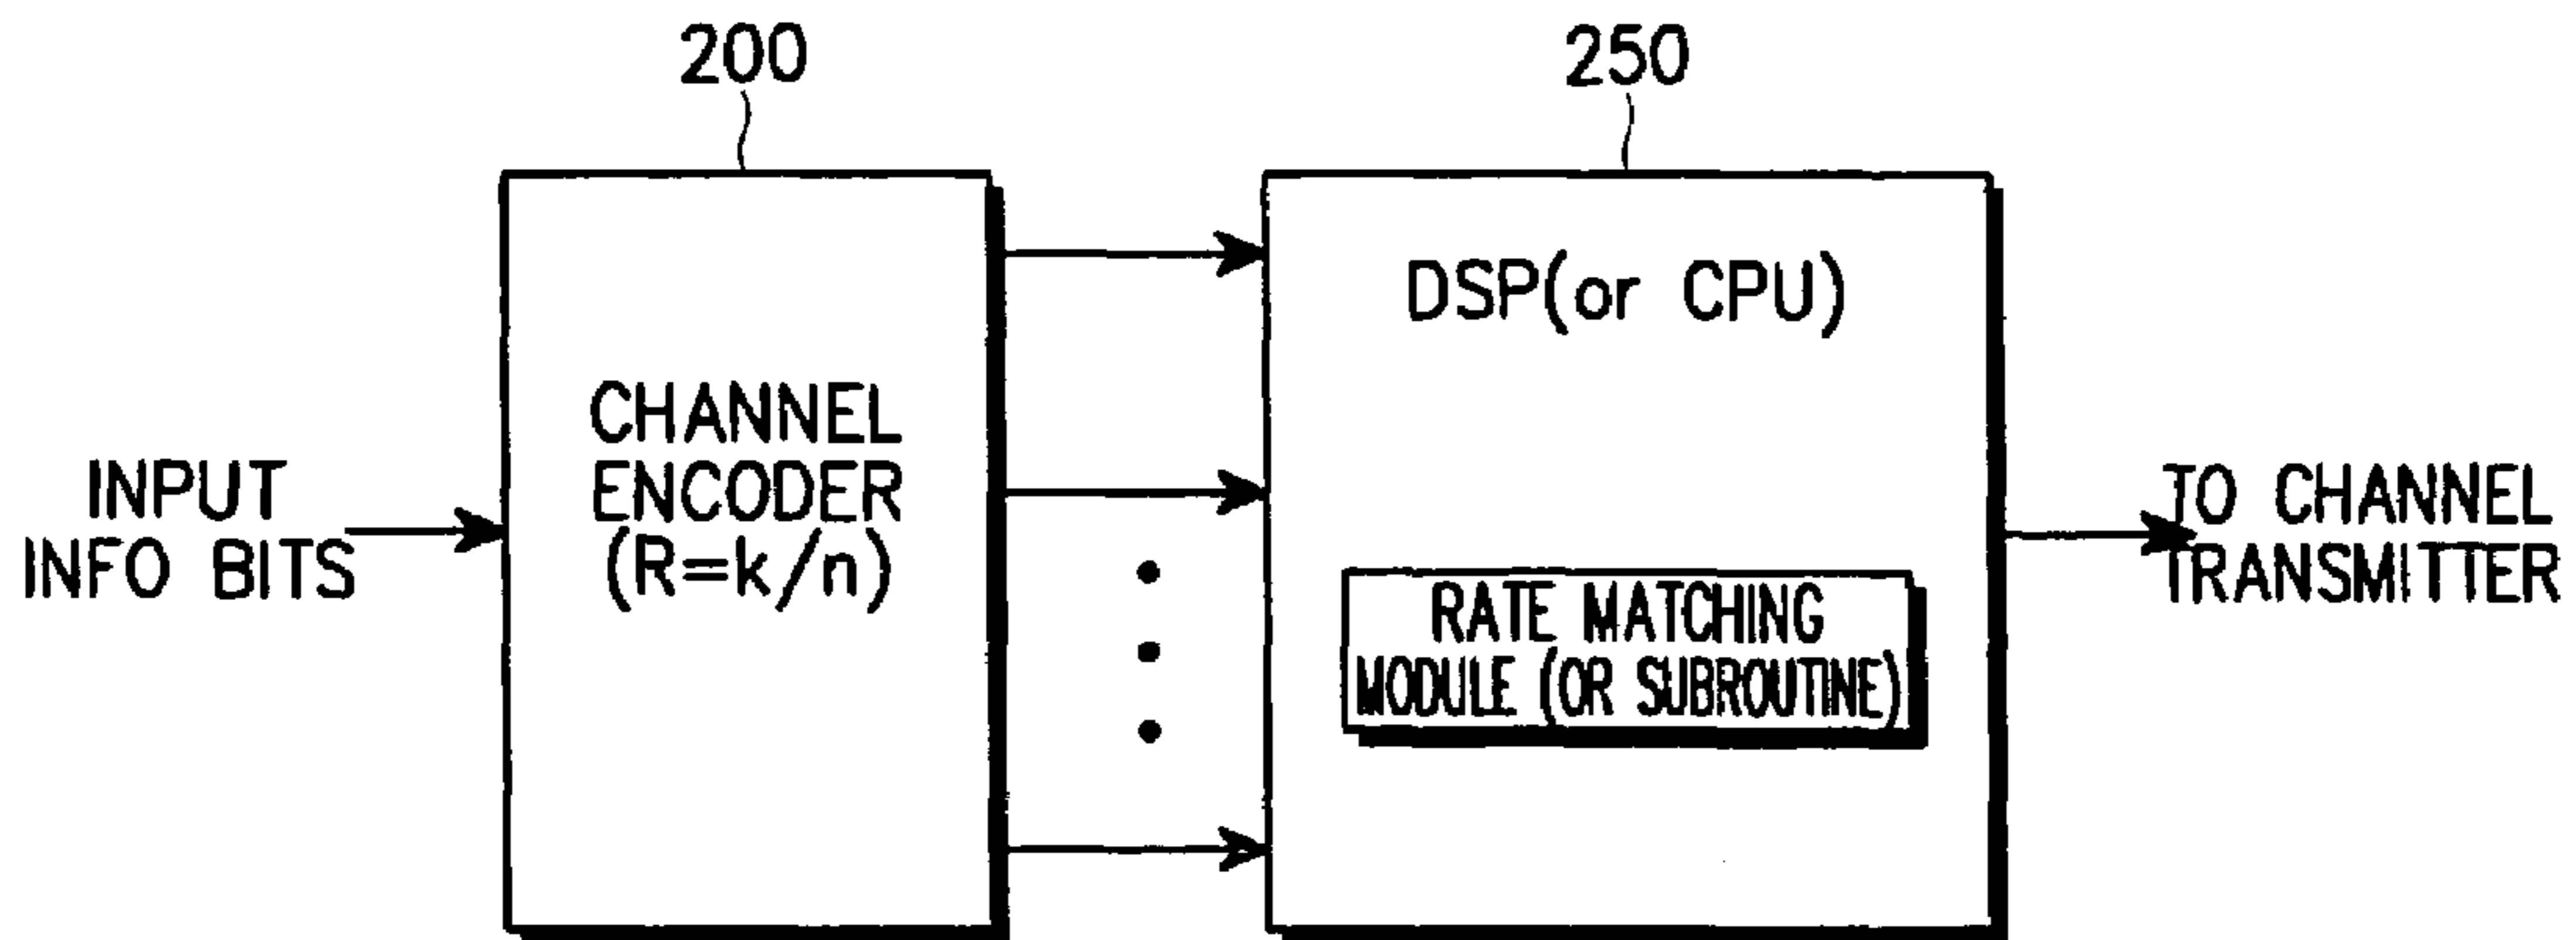 200
250
INPUT
INFO BITS
CHANNEL
ENCODER
(R=k/n)
DSP(or CPU)
RATE MATCHING
MODULE (OR SUBROUTINE)
TO CHANNEL
TRANSMITTER